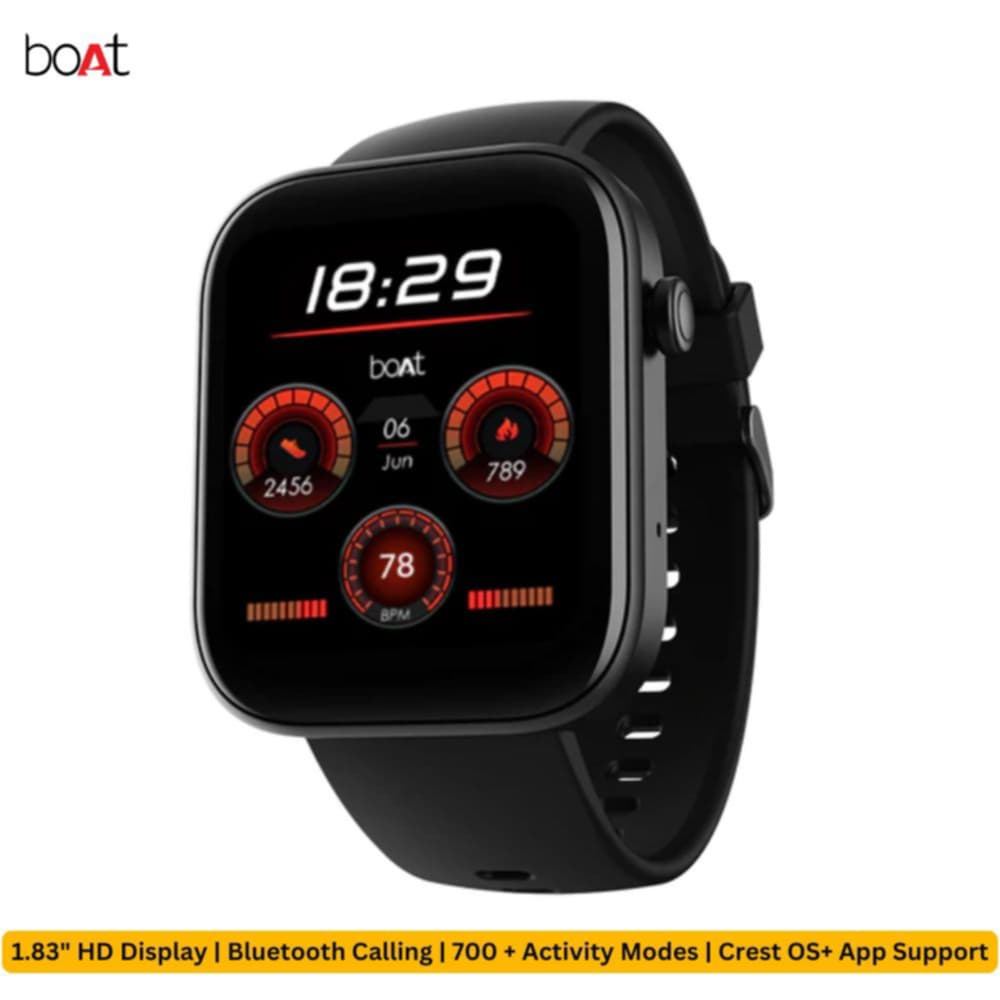 boAt
18:29
boAt
06
Jun
2456
789
78
BPM
1.83" HD Display | Bluetooth Calling | 700 + Activity Modes | Crest OS+ App Support